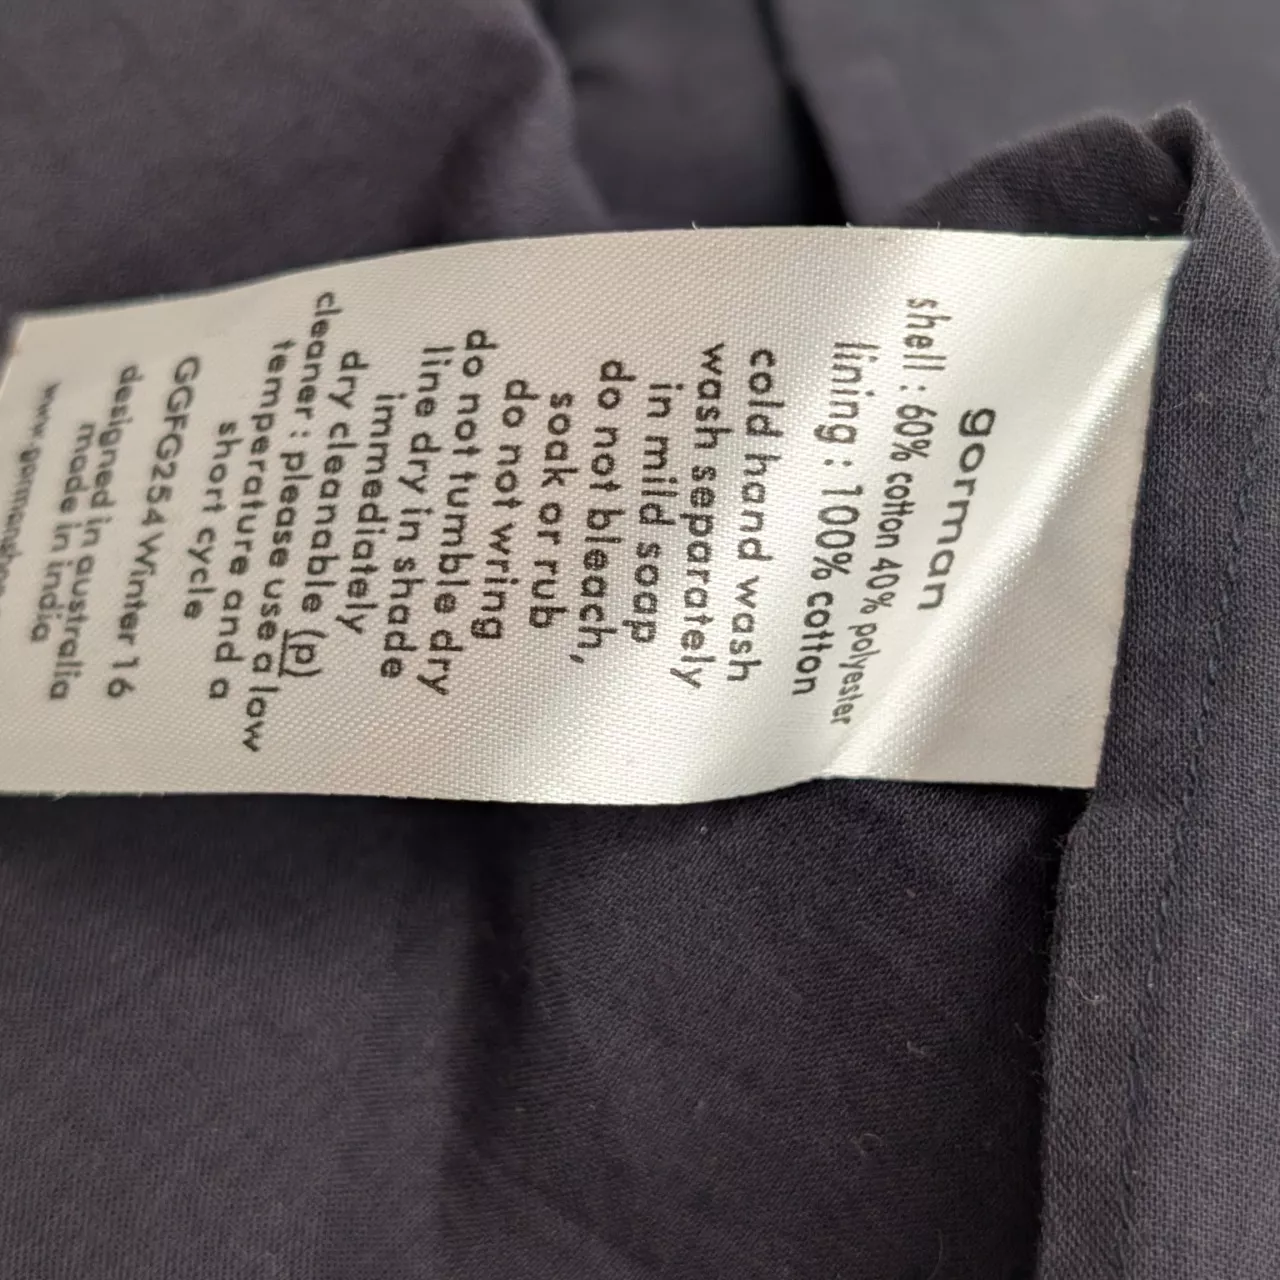 gorman
shell : 60% cotton 40% polyester
lining : 100% cotton
cold hand wash
wash separately
in mild soap
do not bleach,
soak or rub
do not wring
do not tumble dry
line dry in shade
immediately
dry cleanable (p)
cleaner : please use a low
temperature and a
short cycle
GGFG254 Winter 16
designed in australia
made in india